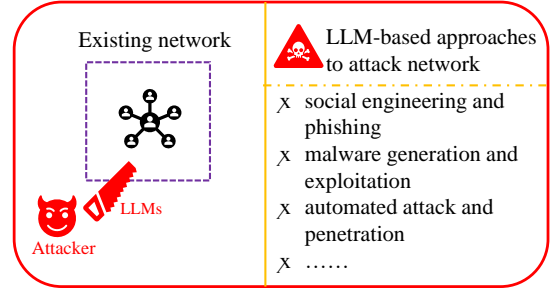 Existing network
LLMs
Attacker
LLM-based approaches
to attack network
x social engineering and
phishing
x malware generation and
exploitation
x automated attack and
penetration
x ......